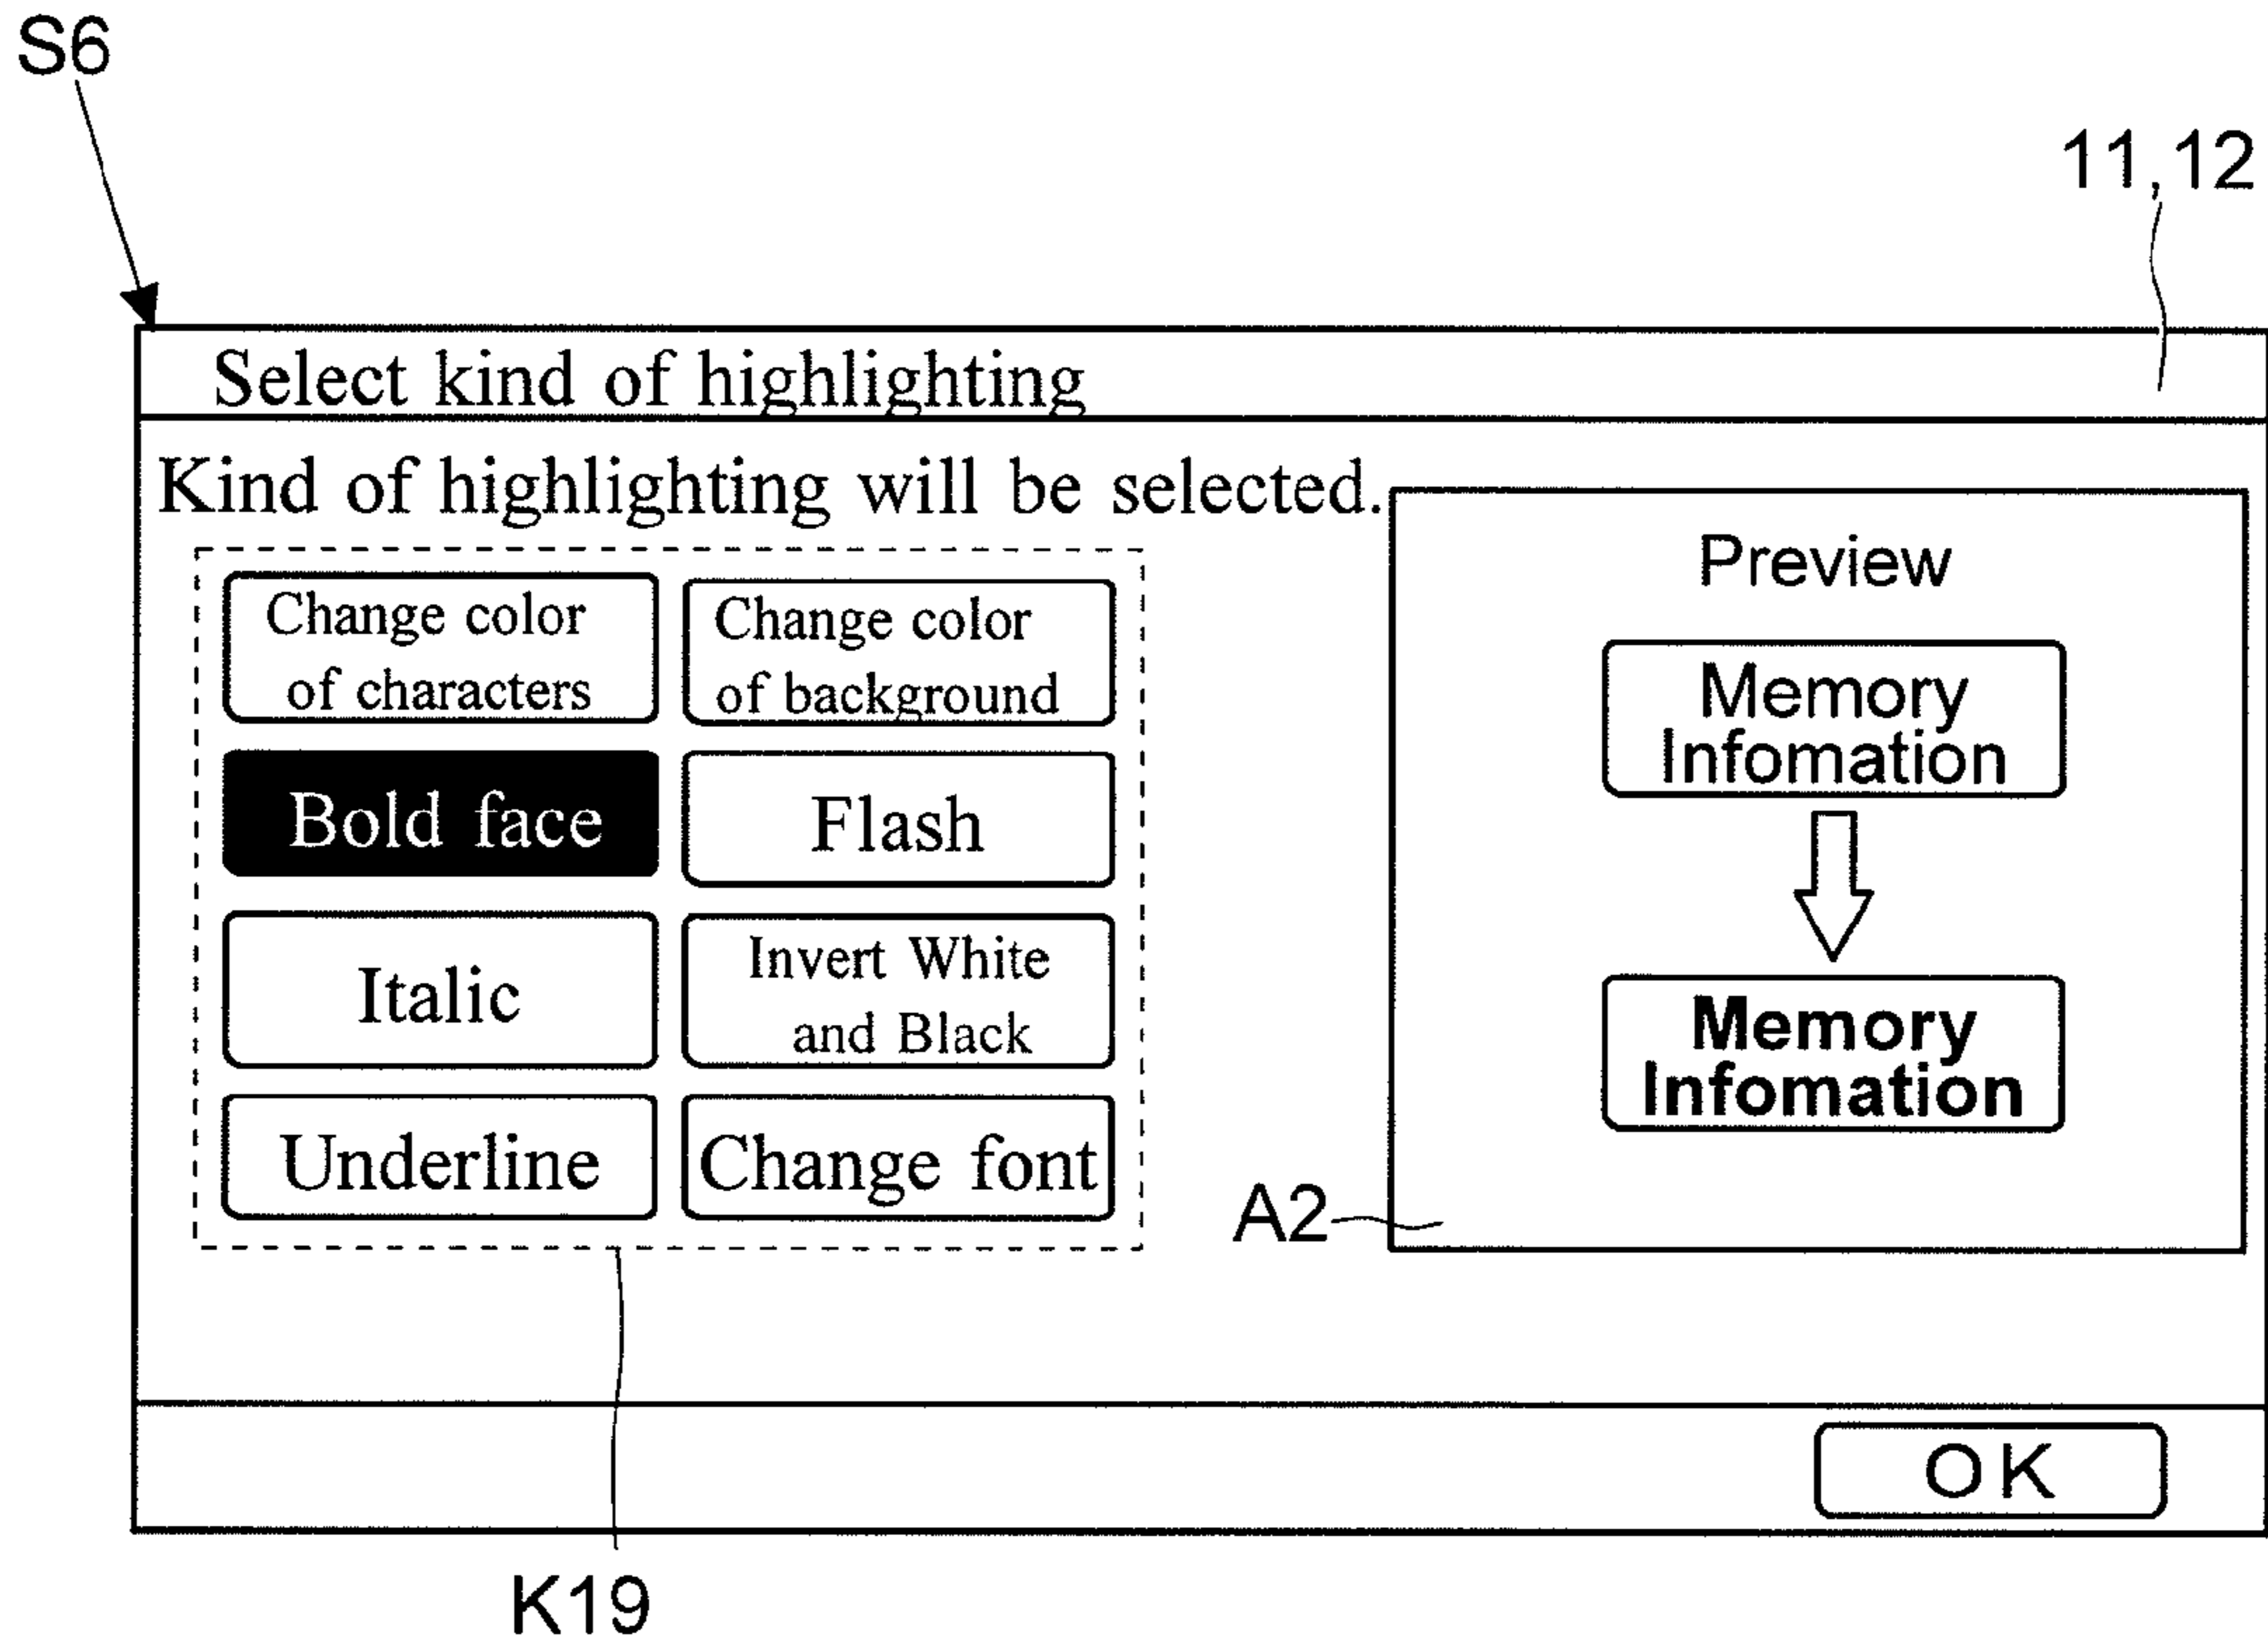 S6
11,12
Select kind of highlighting
Kind of highlighting will be selected.
Change color
of characters
Change color
of background
Bold face
Flash
Italic
Invert White
and Black
Underline
Change font
Preview
Memory
Infomation
Memory
Infomation
A2
OK
K19